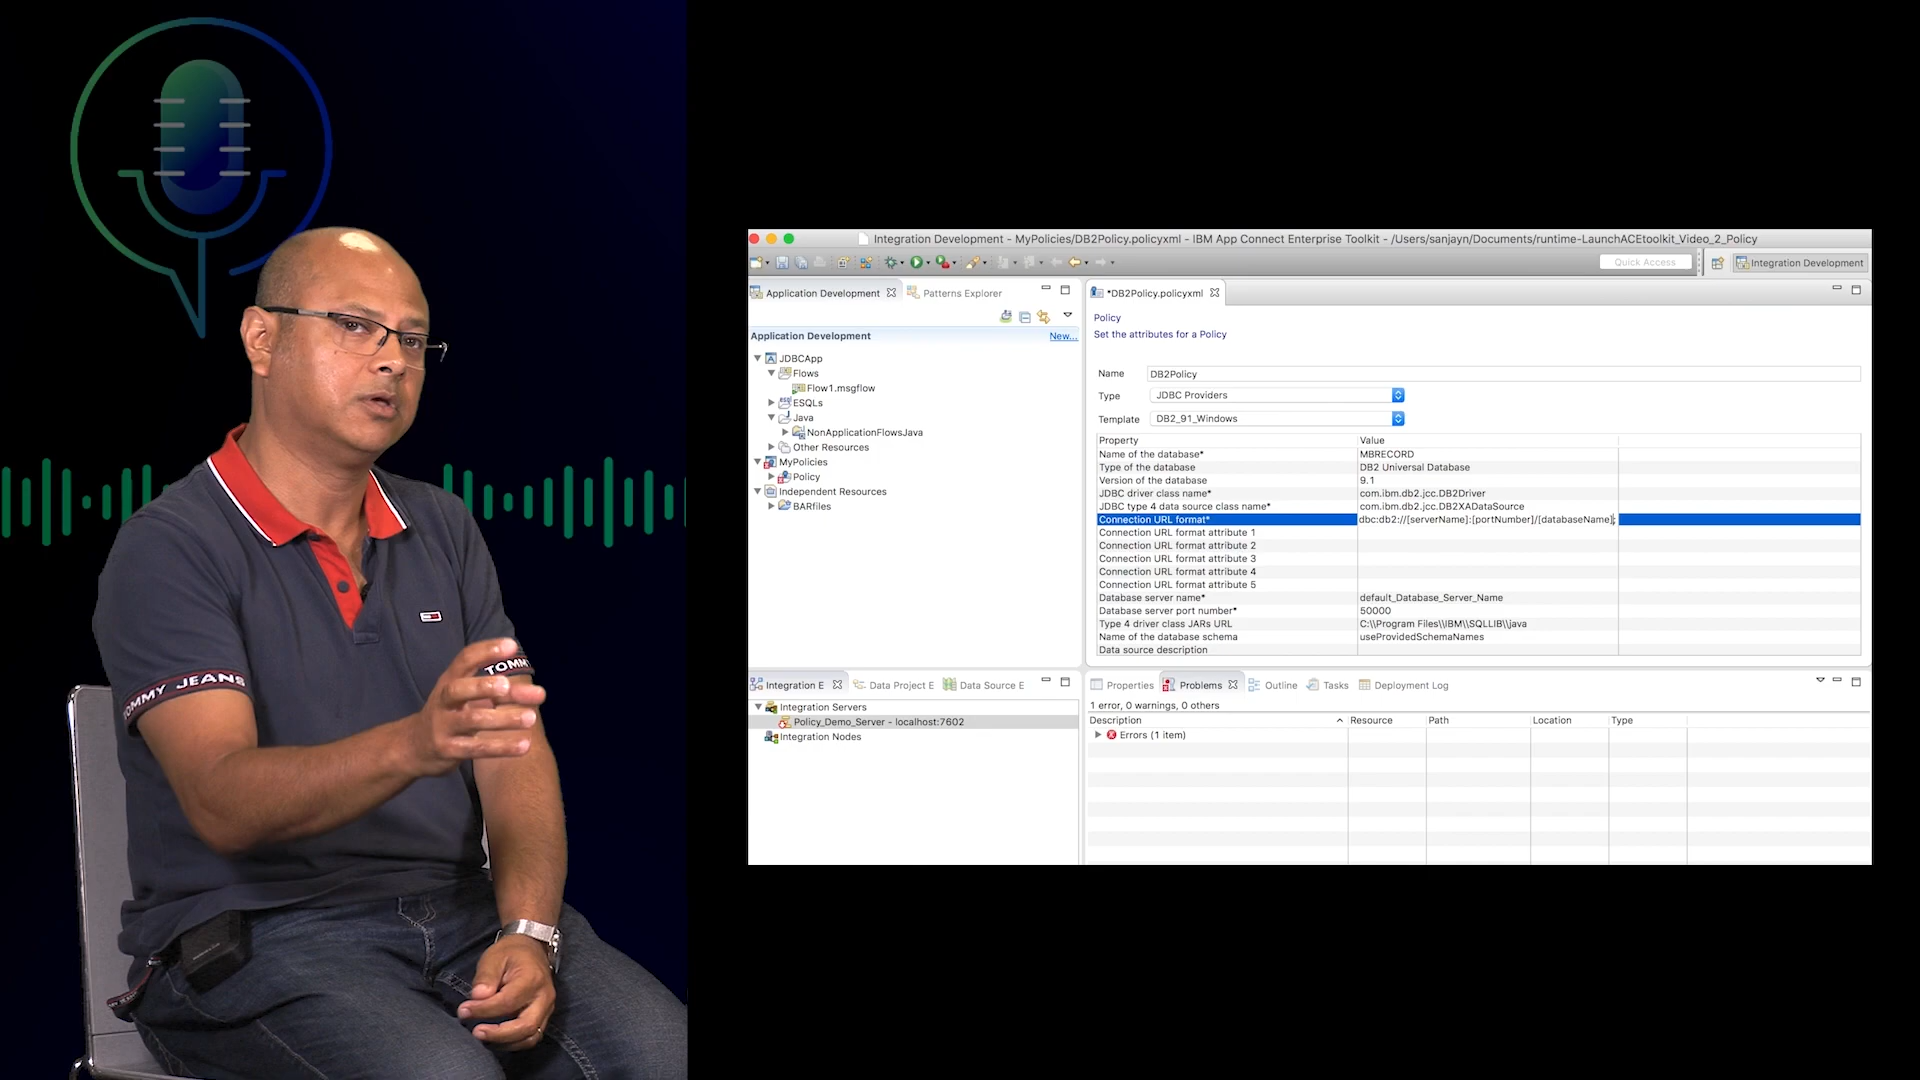 TOMMY JEANS
TOMM
Integration Development - MyPolicies/DB2Policy.policyxml - IBM App Connect Enterprise Toolkit - /Users/sanjayn/Documents/runtime-LaunchACEtoolkit_Video_2_Policy
Quick Access
Integration Development
Application Development
Patterns Explorer
Application Development
New...
JDBCApp
Flows
Flow1.msgflow
ESQLs
Java
NonApplicationFlowsJava
Other Resources
MyPolicies
Policy
Independent Resources
BARfiles
*DB2Policy.policyxml
Policy
Set the attributes for a Policy
Name DB2Policy
Type JDBC Providers
Template DB2_91_Windows
Property Value
Name of the database* MBRECORD
Type of the database DB2 Universal Database
Version of the database 9.1
JDBC driver class name* com.ibm.db2.jcc.DB2Driver
JDBC type 4 data source class name* com.ibm.db2.jcc.DB2XADataSource
Connection URL format* dbc:db2://[serverName]:[portNumber]/[databaseName]:
Connection URL format attribute 1
Connection URL format attribute 2
Connection URL format attribute 3
Connection URL format attribute 4
Connection URL format attribute 5
Database server name* default_Database_Server_Name
Database server port number* 50000
Type 4 driver class JARs URL C:\\Program Files\\IBM\\SQLLIB\\java
Name of the database schema useProvidedSchemaNames
Data source description
Integration E Data Project E Data Source E
Integration Servers
Policy_Demo_Server - localhost:7602
Integration Nodes
Properties Problems Outline Tasks Deployment Log
1 error, 0 warnings, 0 others
Description Resource Path Location Type
Errors (1 item)